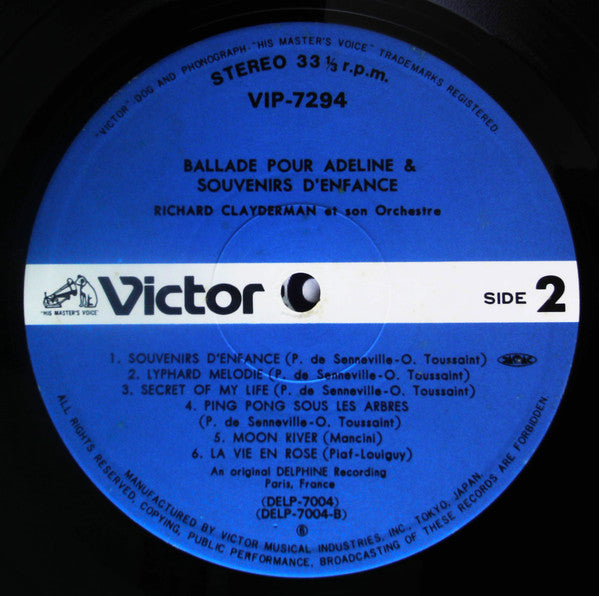 "VICTOR" DOG AND PHONOGRAPH-"HIS MASTER'S VOICE" TRADEMARKS REGISTERED.
STEREO 33 ⅓ r.p.m.
VIP-7294
BALLADE POUR ADELINE &
SOUVENIRS D'ENFANCE
RICHARD CLAYDERMAN et son Orchestre
"HIS MASTER'S VOICE"
Victor
SIDE 2
1. SOUVENIRS D'ENFANCE (P. de Senneville-O. Toussaint)
2. LYPHARD MELODIE (P. de Senneville-O. Toussaint)
3. SECRET OF MY LIFE (P. de Senneville-O. Toussaint)
4. PING PONG SOUS LES ARBRES
(P. de Senneville-O. Toussaint)
5. MOON RIVER (Mancini)
6. LA VIE EN ROSE (Piaf-Louiguy)
An original DELPHINE Recording
Paris, France
(DELP-7004)
(DELP-7004-B)
⑥
MANUFACTURED BY VICTOR MUSICAL INDUSTRIES, INC., TOKYO, JAPAN.
ALL RIGHTS RESERVED, COPYING, PUBLIC PERFORMANCE, BROADCASTING OF THESE RECORDS ARE FORBIDDEN.